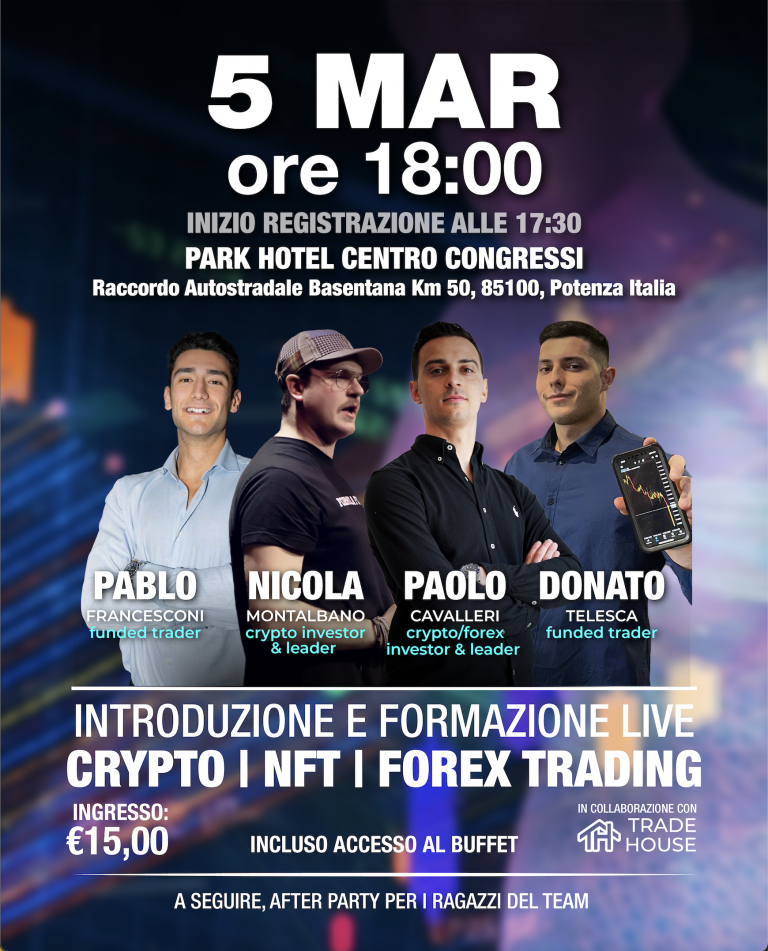 5 MAR
ore 18:00
INIZIO REGISTRAZIONE ALLE 17:30
PARK HOTEL CENTRO CONGRESSI
Raccordo Autostradale Basentana Km 50, 85100, Potenza Italia
PABLO
FRANCESCONI
funded trader
NICOLA
MONTALBANO
crypto investor
& leader
PAOLO
CAVALLERI
crypto/forex
investor & leader
DONATO
TELESCA
funded trader
INTRODUZIONE E FORMAZIONE LIVE
CRYPTO | NFT | FOREX TRADING
INGRESSO:
€15,00
INCLUSO ACCESSO AL BUFFET
IN COLLABORAZIONE CON
TRADE
HOUSE
A SEGUIRE, AFTER PARTY PER I RAGAZZI DEL TEAM